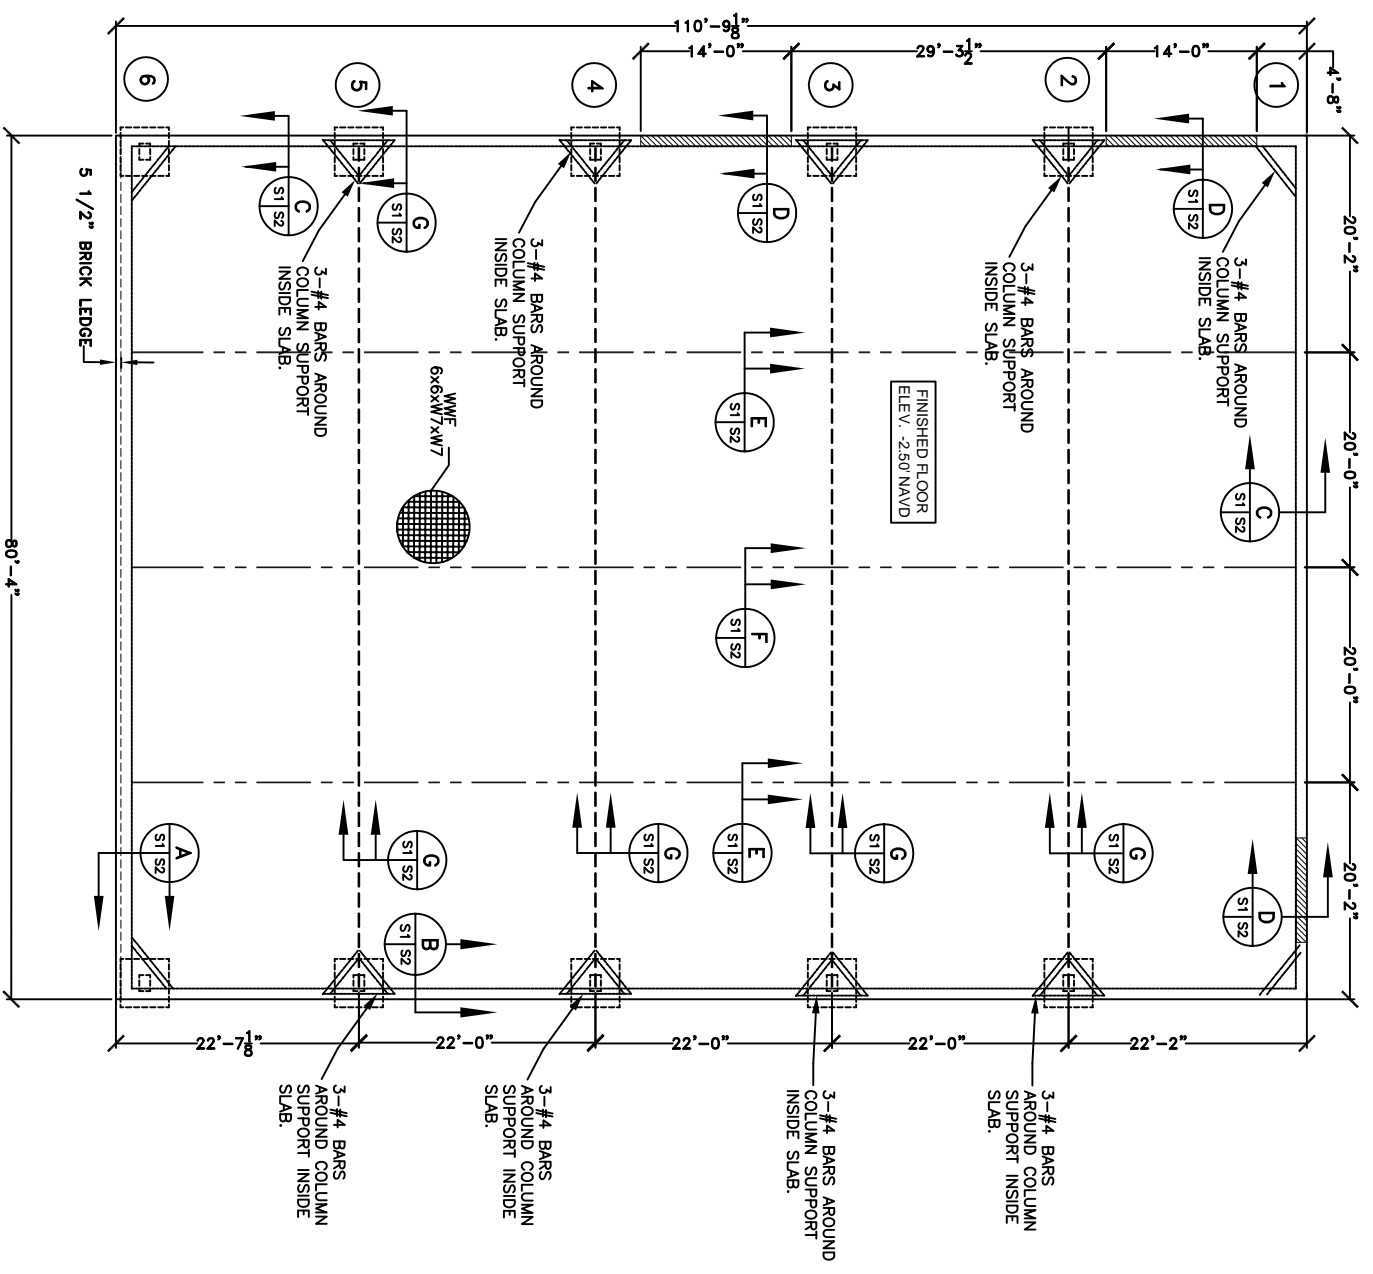 110'-9 1/8"
14'-0"
29'-3 1/2"
14'-0"
4'-8"
6
5
4
3
2
1
20'-2"
20'-0"
20'-0"
20'-2"
80'-4"
22'-7 1/8"
22'-0"
22'-0"
22'-0"
22'-2"
5 1/2" BRICK LEDGE
C
S1 S2
G
S1 S2
D
S1 S2
D
S1 S2
3-#4 BARS AROUND
COLUMN SUPPORT
INSIDE SLAB.
3-#4 BARS AROUND
COLUMN SUPPORT
INSIDE SLAB.
3-#4 BARS AROUND
COLUMN SUPPORT
INSIDE SLAB.
3-#4 BARS AROUND
COLUMN SUPPORT
INSIDE SLAB.
WWF
6x6xW7xW7
E
S1 S2
FINISHED FLOOR
ELEV. -2.50' NAVD
C
S1 S2
F
S1 S2
A
S1 S2
G
S1 S2
G
S1 S2
E
S1 S2
G
S1 S2
G
S1 S2
B
S1 S2
D
S1 S2
3-#4 BARS
AROUND COLUMN
SUPPORT INSIDE
SLAB.
3-#4 BARS
AROUND COLUMN
SUPPORT INSIDE
SLAB.
3-#4 BARS AROUND
COLUMN SUPPORT
INSIDE SLAB.
3-#4 BARS
AROUND COLUMN
SUPPORT INSIDE
SLAB.